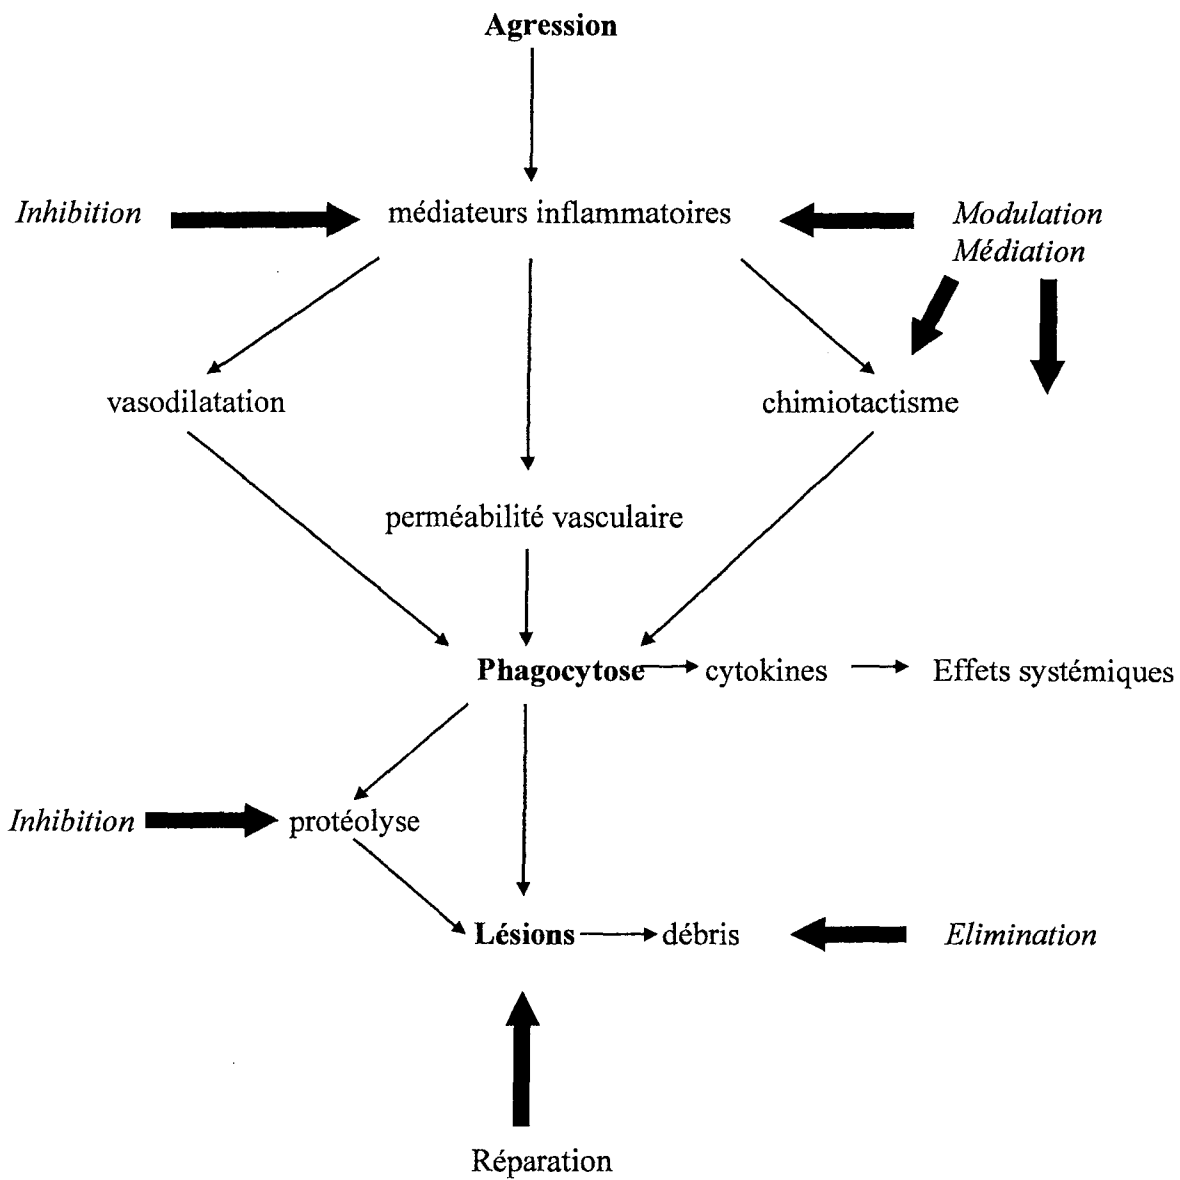 Agression
Inhibition
médiateurs inflammatoires
Modulation
Médiation
vasodilatation
chimiotactisme
perméabilité vasculaire
Phagocytose
cytokines
Effets systémiques
Inhibition
protéolyse
Lésions
débris
Elimination
Réparation